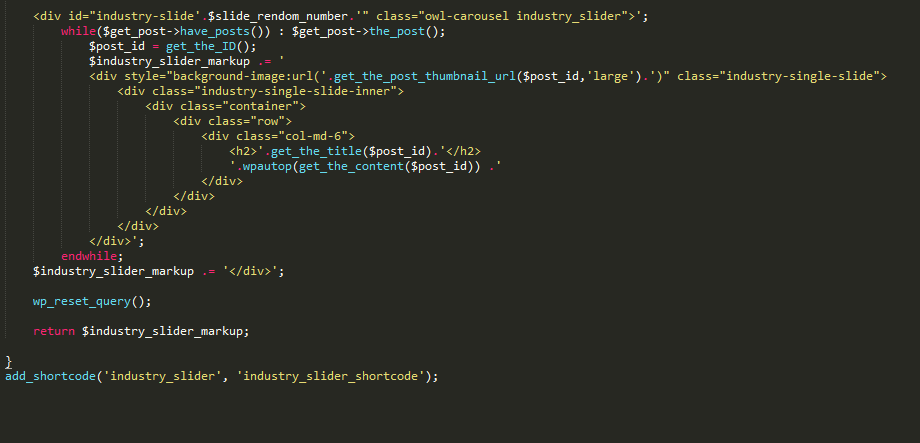 <div id="industry-slide'.$slide_rendom_number.'" class="owl-carousel industry_slider">';
while($get_post->have_posts()) : $get_post->the_post();
$post_id = get_the_ID();
$industry_slider_markup .= '
<div style="background-image:url('.get_the_post_thumbnail_url($post_id,'large').')" class="industry-single-slide">
<div class="industry-single-slide-inner">
<div class="container">
<div class="row">
<div class="col-md-6">
<h2>'.get_the_title($post_id).'</h2>
'.wpautop(get_the_content($post_id)) .'
</div>
</div>
</div>
</div>
</div>';
endwhile;
$industry_slider_markup .= '</div>';
wp_reset_query();
return $industry_slider_markup;
}
add_shortcode('industry_slider', 'industry_slider_shortcode');